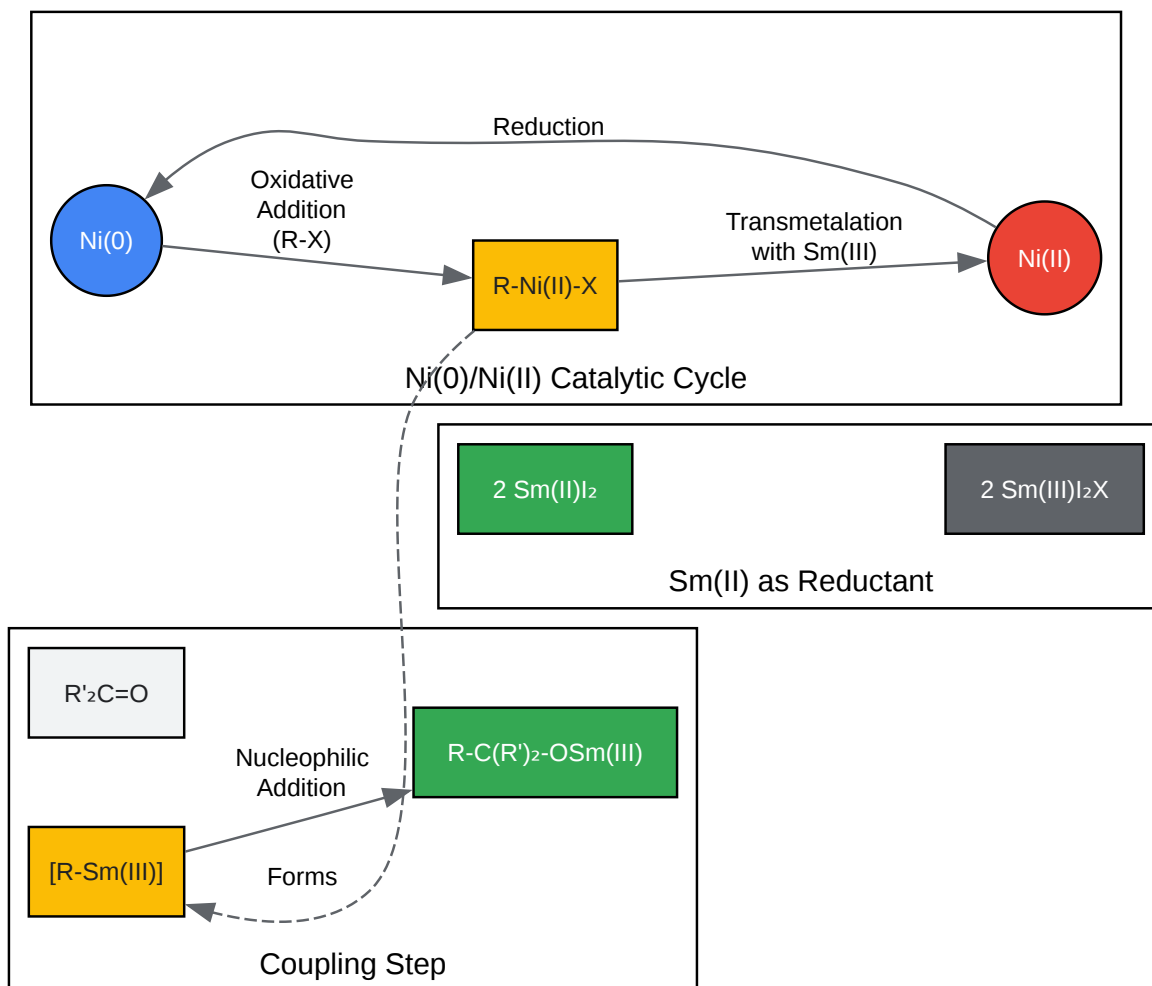 Reduction
Oxidative
Addition
(R-X)
Transmetalation
with Sm(III)
Ni(0)
R-Ni(II)-X
Ni(II)
Ni(0)/Ni(II) Catalytic Cycle
2 Sm(II)I₂
2 Sm(III)I₂X
Sm(II) as Reductant
R'₂C=O
R-C(R')₂-OSm(III)
Nucleophilic
Addition
[R-Sm(III)]
Forms
Coupling Step